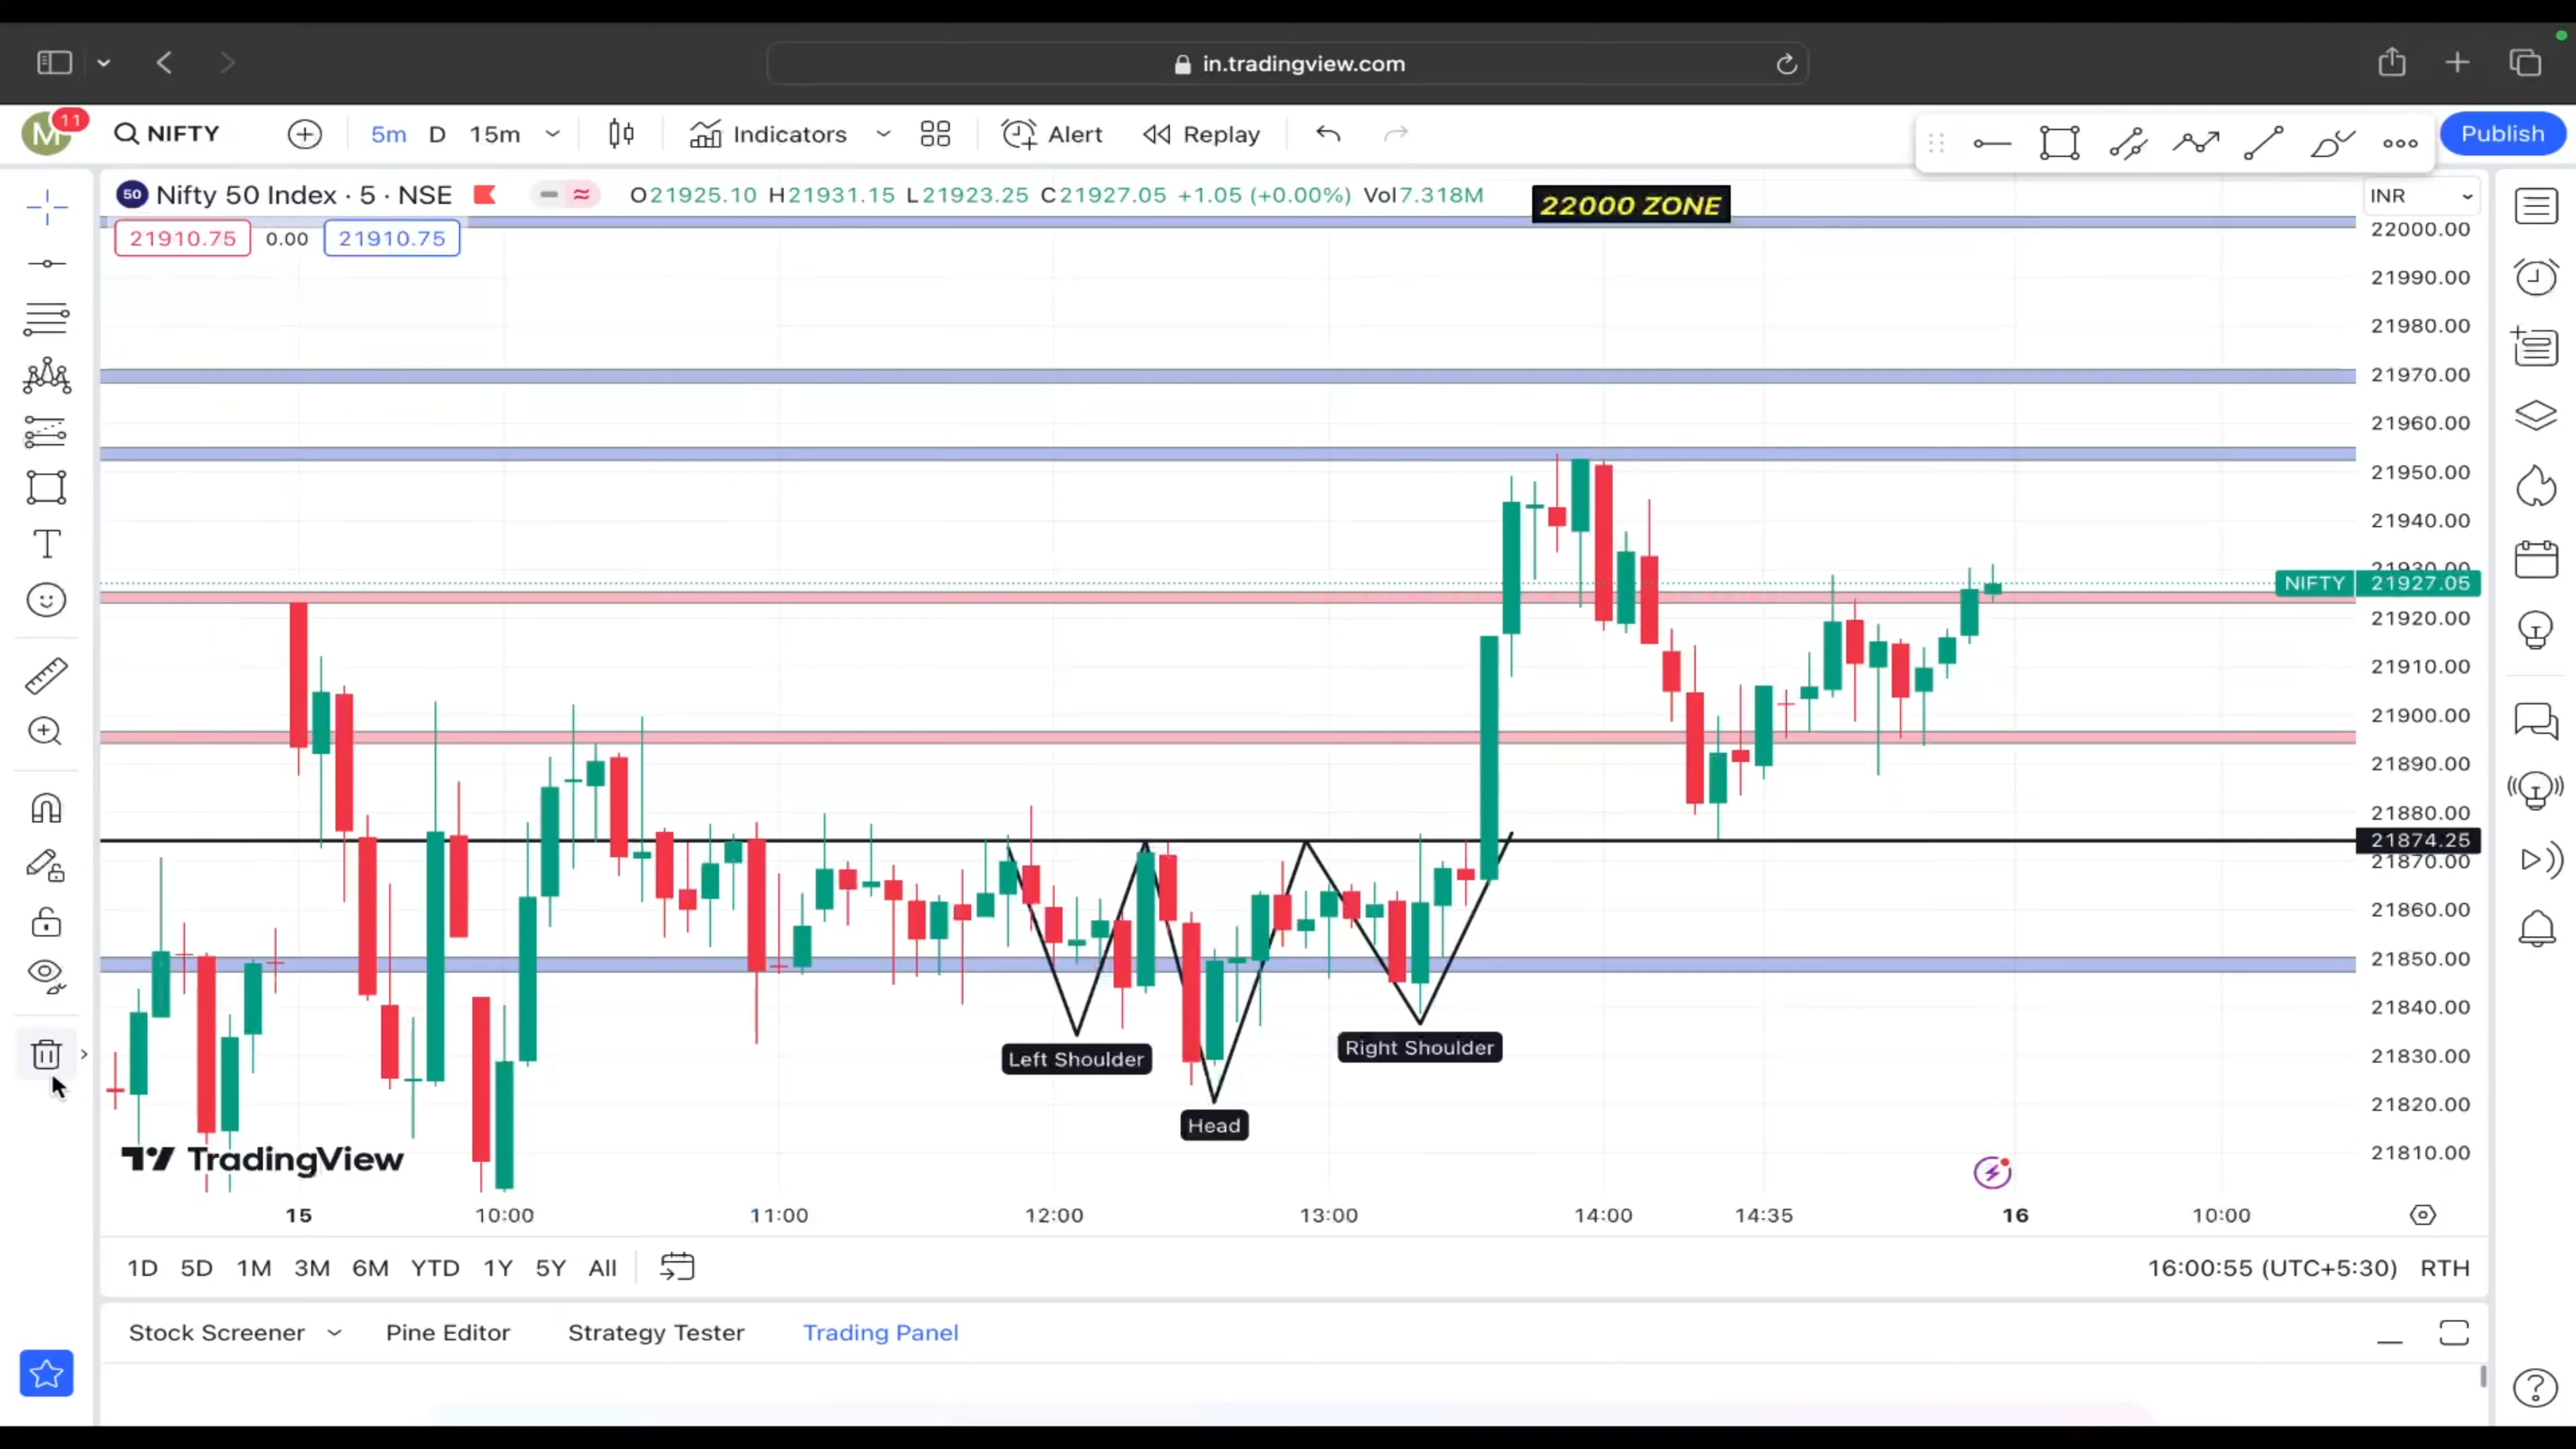 in.tradingview.com
M 11 NIFTY 5m D 15m Indicators Alert Replay Publish
50 Nifty 50 Index · 5 · NSE O21925.10 H21931.15 L21923.25 C21927.05 +1.05 (+0.00%) Vol7.318M
22000 ZONE
INR
21910.75 0.00 21910.75
22000.00
21990.00
21980.00
21970.00
21960.00
21950.00
21940.00
21930.00
NIFTY 21927.05
21920.00
21910.00
21900.00
21890.00
21880.00
21874.25
21870.00
21860.00
21850.00
21840.00
21830.00
21820.00
21810.00
Right Shoulder
Left Shoulder
Head
TradingView
15 10:00 11:00 12:00 13:00 14:00 14:35 16 10:00
1D 5D 1M 3M 6M YTD 1Y 5Y All 16:00:55 (UTC+5:30) RTH
Stock Screener Pine Editor Strategy Tester Trading Panel